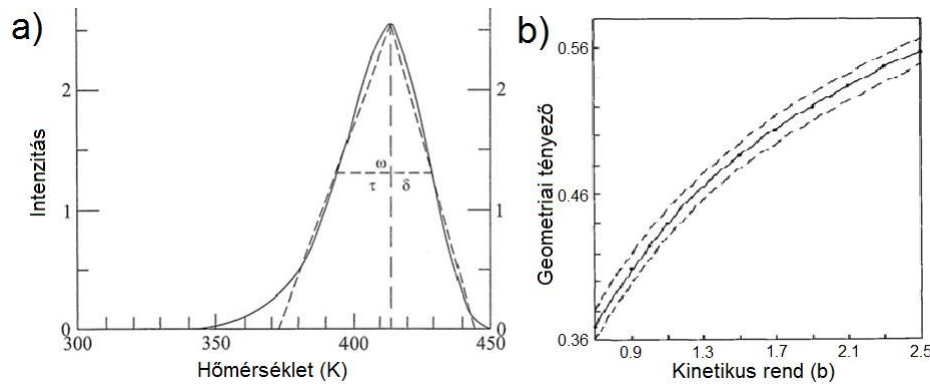 a)
Intenzitás
2
1
0
2
1
0
ω
τ δ
300 350 400 450
Hőmérséklet (K)
b)
Geometriai tényező
0.56
0.46
0.36
0.9 1.3 1.7 2.1 2.5
Kinetikus rend (b)